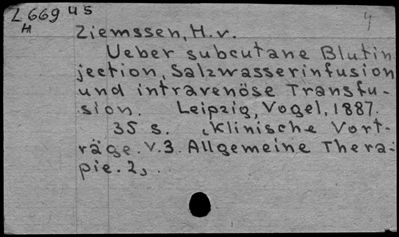 L 669 U S
H
4
Ziemssen, H. v.
Ueber subcutane Blutin
jection, Salzwasserinfusion
und intravenöse Transfu-
sion. Leipzig, Vogel, 1887.
35 s. (Klinische Vort-
räge. V.3. Allgemeine Thera-
pie. 2)